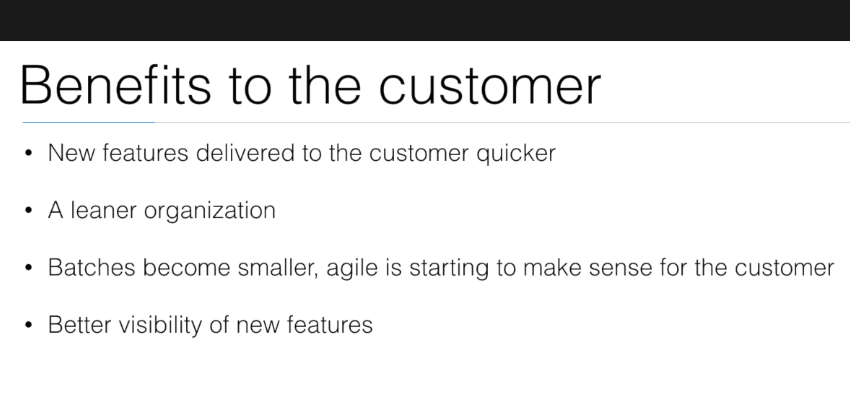 Benefits to the customer
• New features delivered to the customer quicker
• A leaner organization
• Batches become smaller, agile is starting to make sense for the customer
• Better visibility of new features